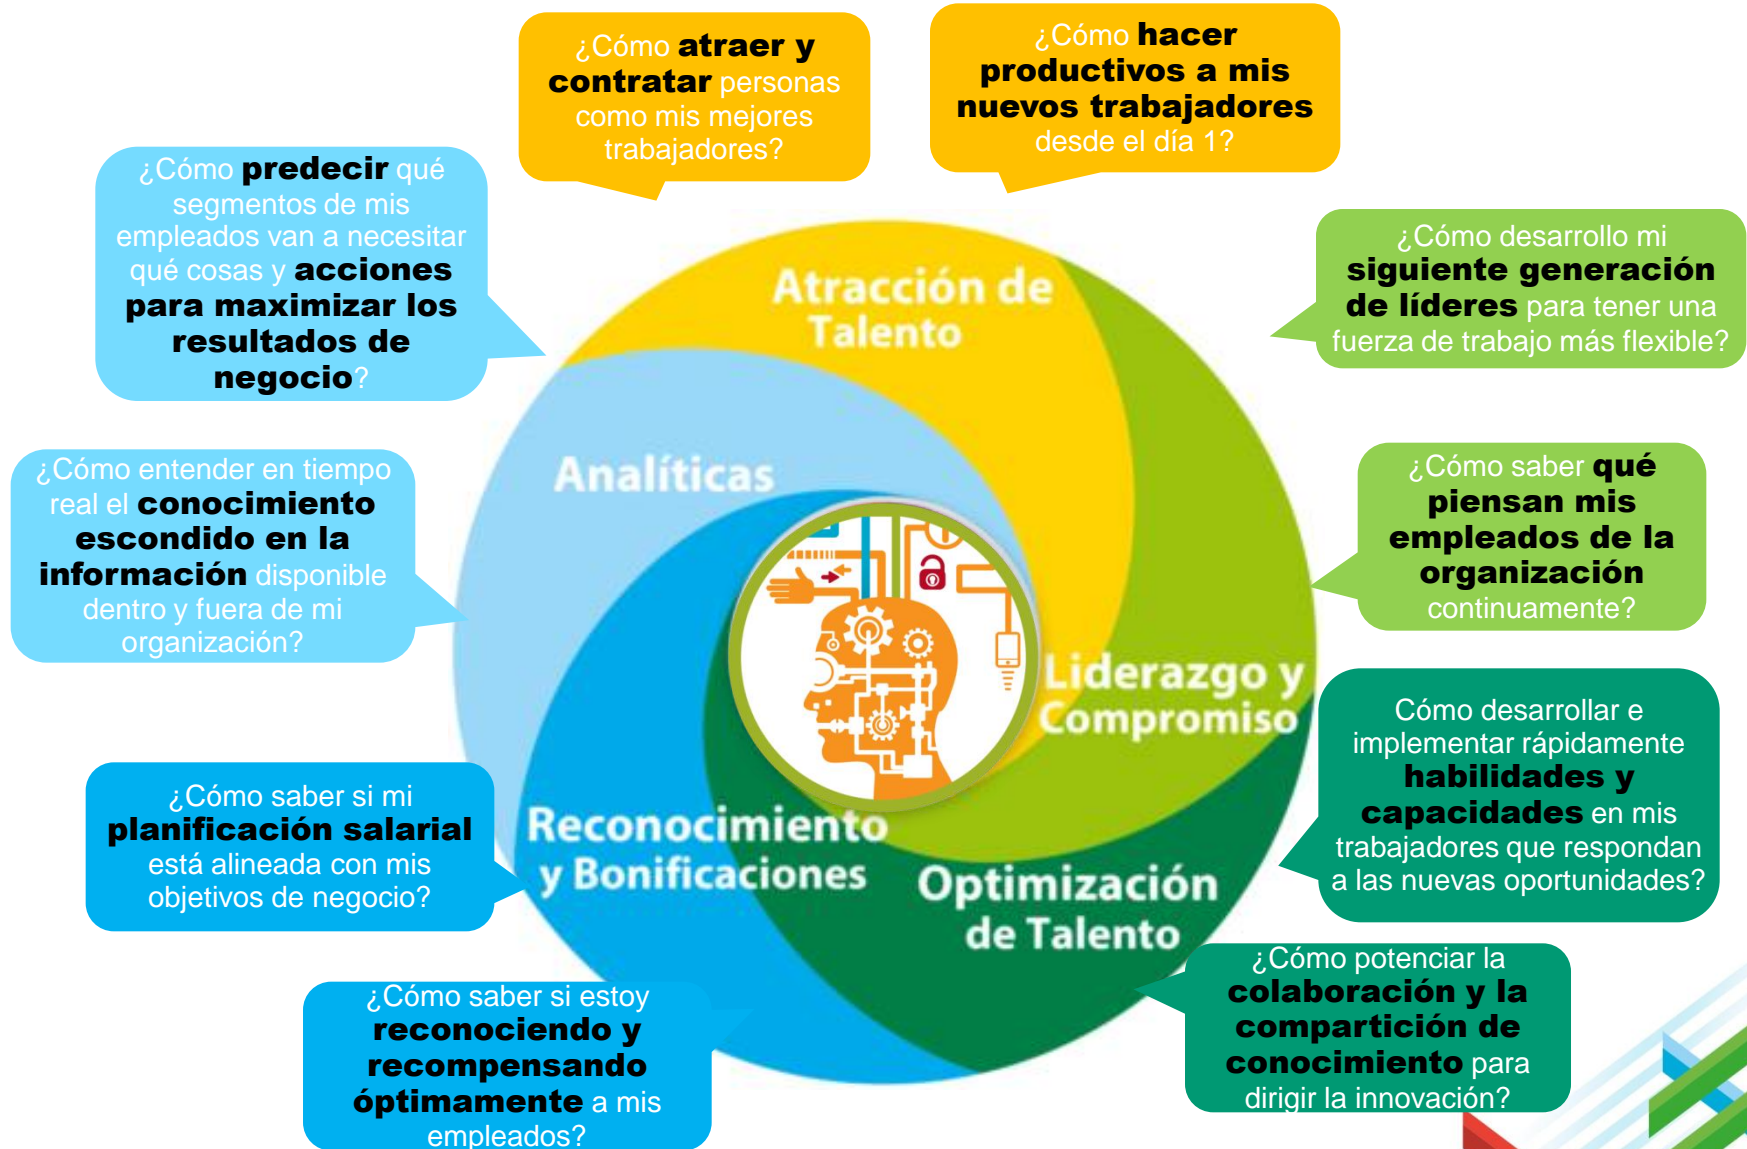 ¿Cómo atraer y
contratar personas
como mis mejores
trabajadores?
¿Cómo hacer
productivos a mis
nuevos trabajadores
desde el día 1?
¿Cómo predecir qué
segmentos de mis
empleados van a necesitar
qué cosas y acciones
para maximizar los
resultados de
negocio?
¿Cómo desarrollo mi
siguiente generación
de líderes para tener una
fuerza de trabajo más flexible?
Atracción de
Talento
Analíticas
¿Cómo entender en tiempo
real el conocimiento
escondido en la
información disponible
dentro y fuera de mi
organización?
¿Cómo saber qué
piensan mis
empleados de la
organización
continuamente?
Liderazgo y
Compromiso
Cómo desarrollar e
implementar rápidamente
habilidades y
capacidades en mis
trabajadores que respondan
a las nuevas oportunidades?
¿Cómo saber si mi
planificación salarial
está alineada con mis
objetivos de negocio?
Reconocimiento
y Bonificaciones
Optimización
de Talento
¿Cómo potenciar la
colaboración y la
compartición de
conocimiento para
dirigir la innovación?
¿Cómo saber si estoy
reconociendo y
recompensando
óptimamente a mis
empleados?